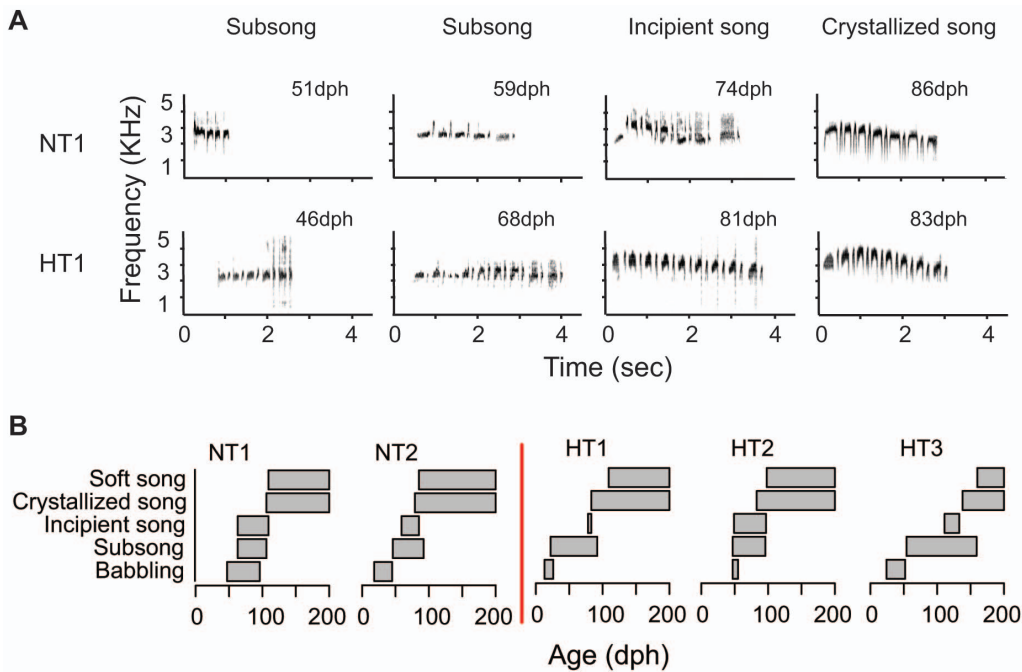 A
Subsong Subsong Incipient song Crystallized song
51dph 59dph 74dph 86dph
NT1
5
3
1
Frequency (KHz)
46dph 68dph 81dph 83dph
HT1
5
3
1
0 2 4 0 2 4 0 2 4 0 2 4
Time (sec)
B
NT1 NT2 HT1 HT2 HT3
Soft song
Crystallized song
Incipient song
Subsong
Babbling
0 100 200 0 100 200 0 100 200 0 100 200 0 100 200
Age (dph)